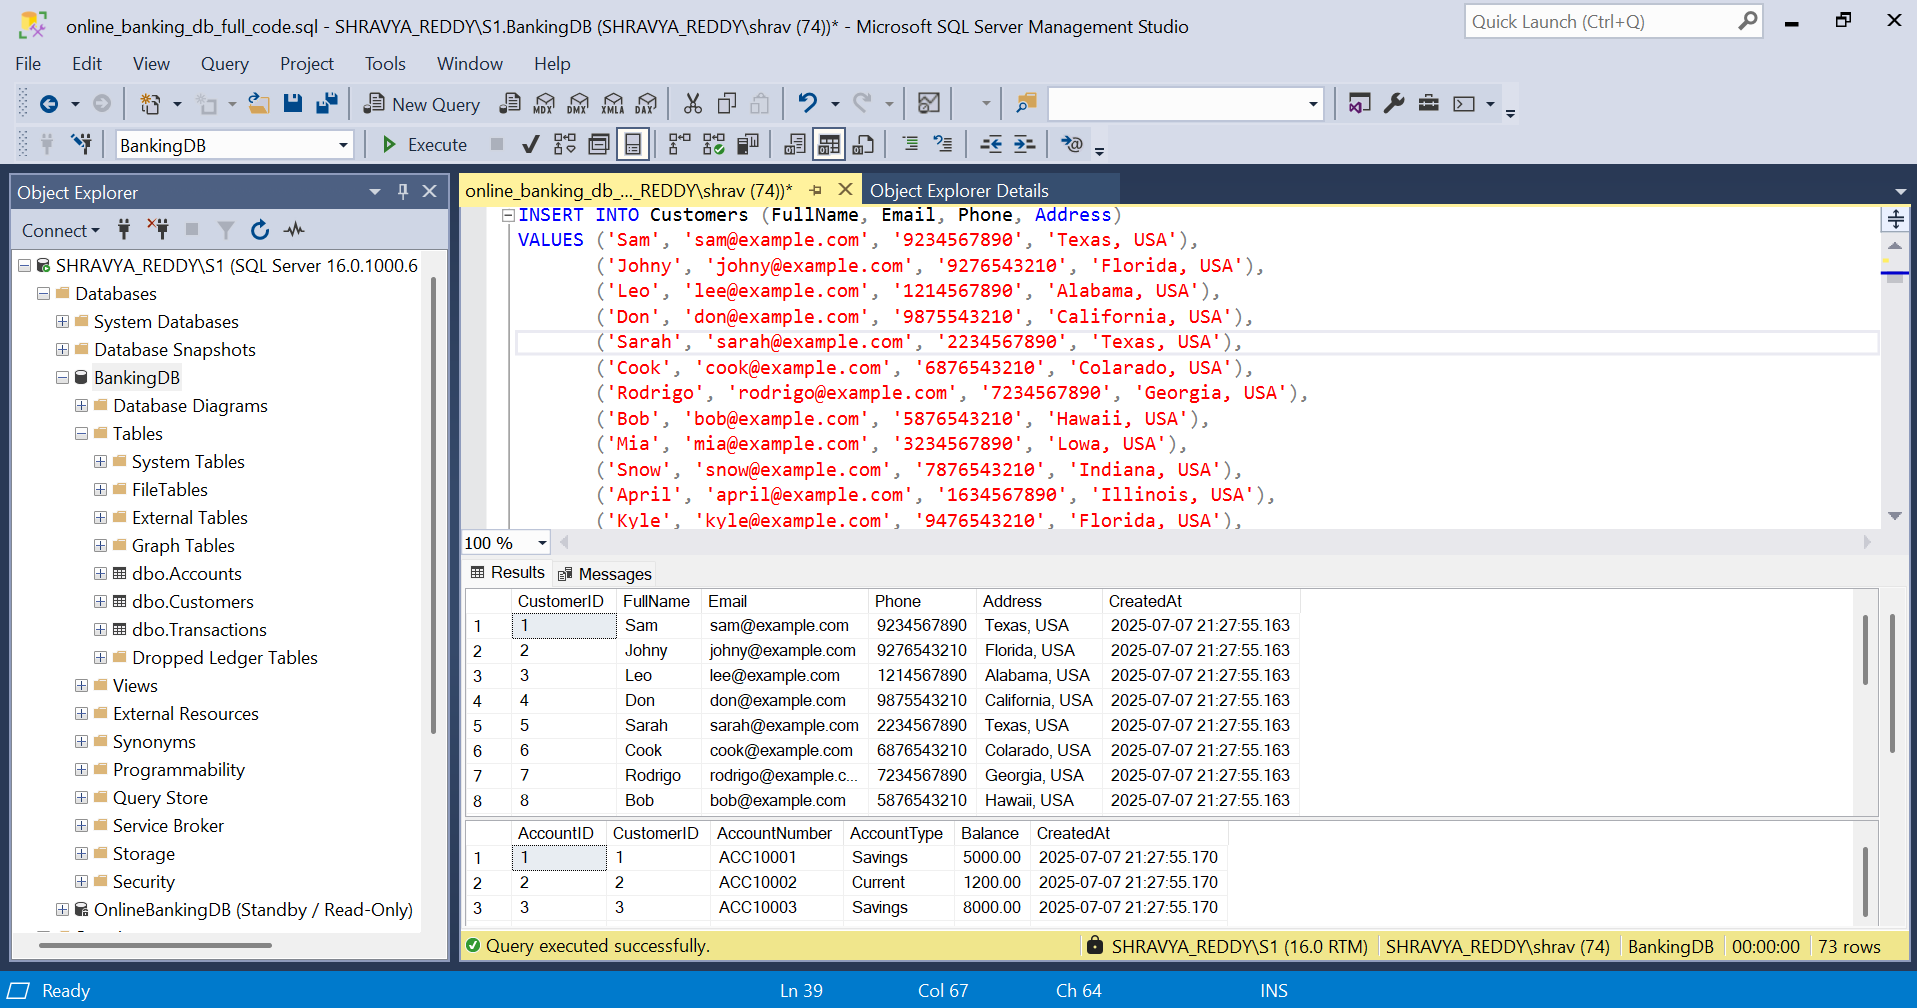 online_banking_db_full_code.sql - SHRAVYA_REDDY\S1.BankingDB (SHRAVYA_REDDY\shrav (74))* - Microsoft SQL Server Management Studio
Quick Launch (Ctrl+Q)
File Edit View Query Project Tools Window Help
New Query MDX DMX XMLA DAX
BankingDB Execute
Object Explorer
Connect
SHRAVYA_REDDY\S1 (SQL Server 16.0.1000.6
Databases
System Databases
Database Snapshots
BankingDB
Database Diagrams
Tables
System Tables
FileTables
External Tables
Graph Tables
dbo.Accounts
dbo.Customers
dbo.Transactions
Dropped Ledger Tables
Views
External Resources
Synonyms
Programmability
Query Store
Service Broker
Storage
Security
OnlineBankingDB (Standby / Read-Only)
online_banking_db_..._REDDY\shrav (74))* Object Explorer Details
INSERT INTO Customers (FullName, Email, Phone, Address)
VALUES ('Sam', 'sam@example.com', '9234567890', 'Texas, USA'),
('Johny', 'johny@example.com', '9276543210', 'Florida, USA'),
('Leo', 'lee@example.com', '1214567890', 'Alabama, USA'),
('Don', 'don@example.com', '9875543210', 'California, USA'),
('Sarah', 'sarah@example.com', '2234567890', 'Texas, USA'),
('Cook', 'cook@example.com', '6876543210', 'Colarado, USA'),
('Rodrigo', 'rodrigo@example.com', '7234567890', 'Georgia, USA'),
('Bob', 'bob@example.com', '5876543210', 'Hawaii, USA'),
('Mia', 'mia@example.com', '3234567890', 'Lowa, USA'),
('Snow', 'snow@example.com', '7876543210', 'Indiana, USA'),
('April', 'april@example.com', '1634567890', 'Illinois, USA'),
('Kyle', 'kyle@example.com', '9476543210', 'Florida, USA'),
100 %
Results Messages
CustomerID FullName Email Phone Address CreatedAt
1 1 Sam sam@example.com 9234567890 Texas, USA 2025-07-07 21:27:55.163
2 2 Johny johny@example.com 9276543210 Florida, USA 2025-07-07 21:27:55.163
3 3 Leo lee@example.com 1214567890 Alabama, USA 2025-07-07 21:27:55.163
4 4 Don don@example.com 9875543210 California, USA 2025-07-07 21:27:55.163
5 5 Sarah sarah@example.com 2234567890 Texas, USA 2025-07-07 21:27:55.163
6 6 Cook cook@example.com 6876543210 Colarado, USA 2025-07-07 21:27:55.163
7 7 Rodrigo rodrigo@example.c... 7234567890 Georgia, USA 2025-07-07 21:27:55.163
8 8 Bob bob@example.com 5876543210 Hawaii, USA 2025-07-07 21:27:55.163
AccountID CustomerID AccountNumber AccountType Balance CreatedAt
1 1 1 ACC10001 Savings 5000.00 2025-07-07 21:27:55.170
2 2 2 ACC10002 Current 1200.00 2025-07-07 21:27:55.170
3 3 3 ACC10003 Savings 8000.00 2025-07-07 21:27:55.170
Query executed successfully. SHRAVYA_REDDY\S1 (16.0 RTM) SHRAVYA_REDDY\shrav (74) BankingDB 00:00:00 73 rows
Ready Ln 39 Col 67 Ch 64 INS